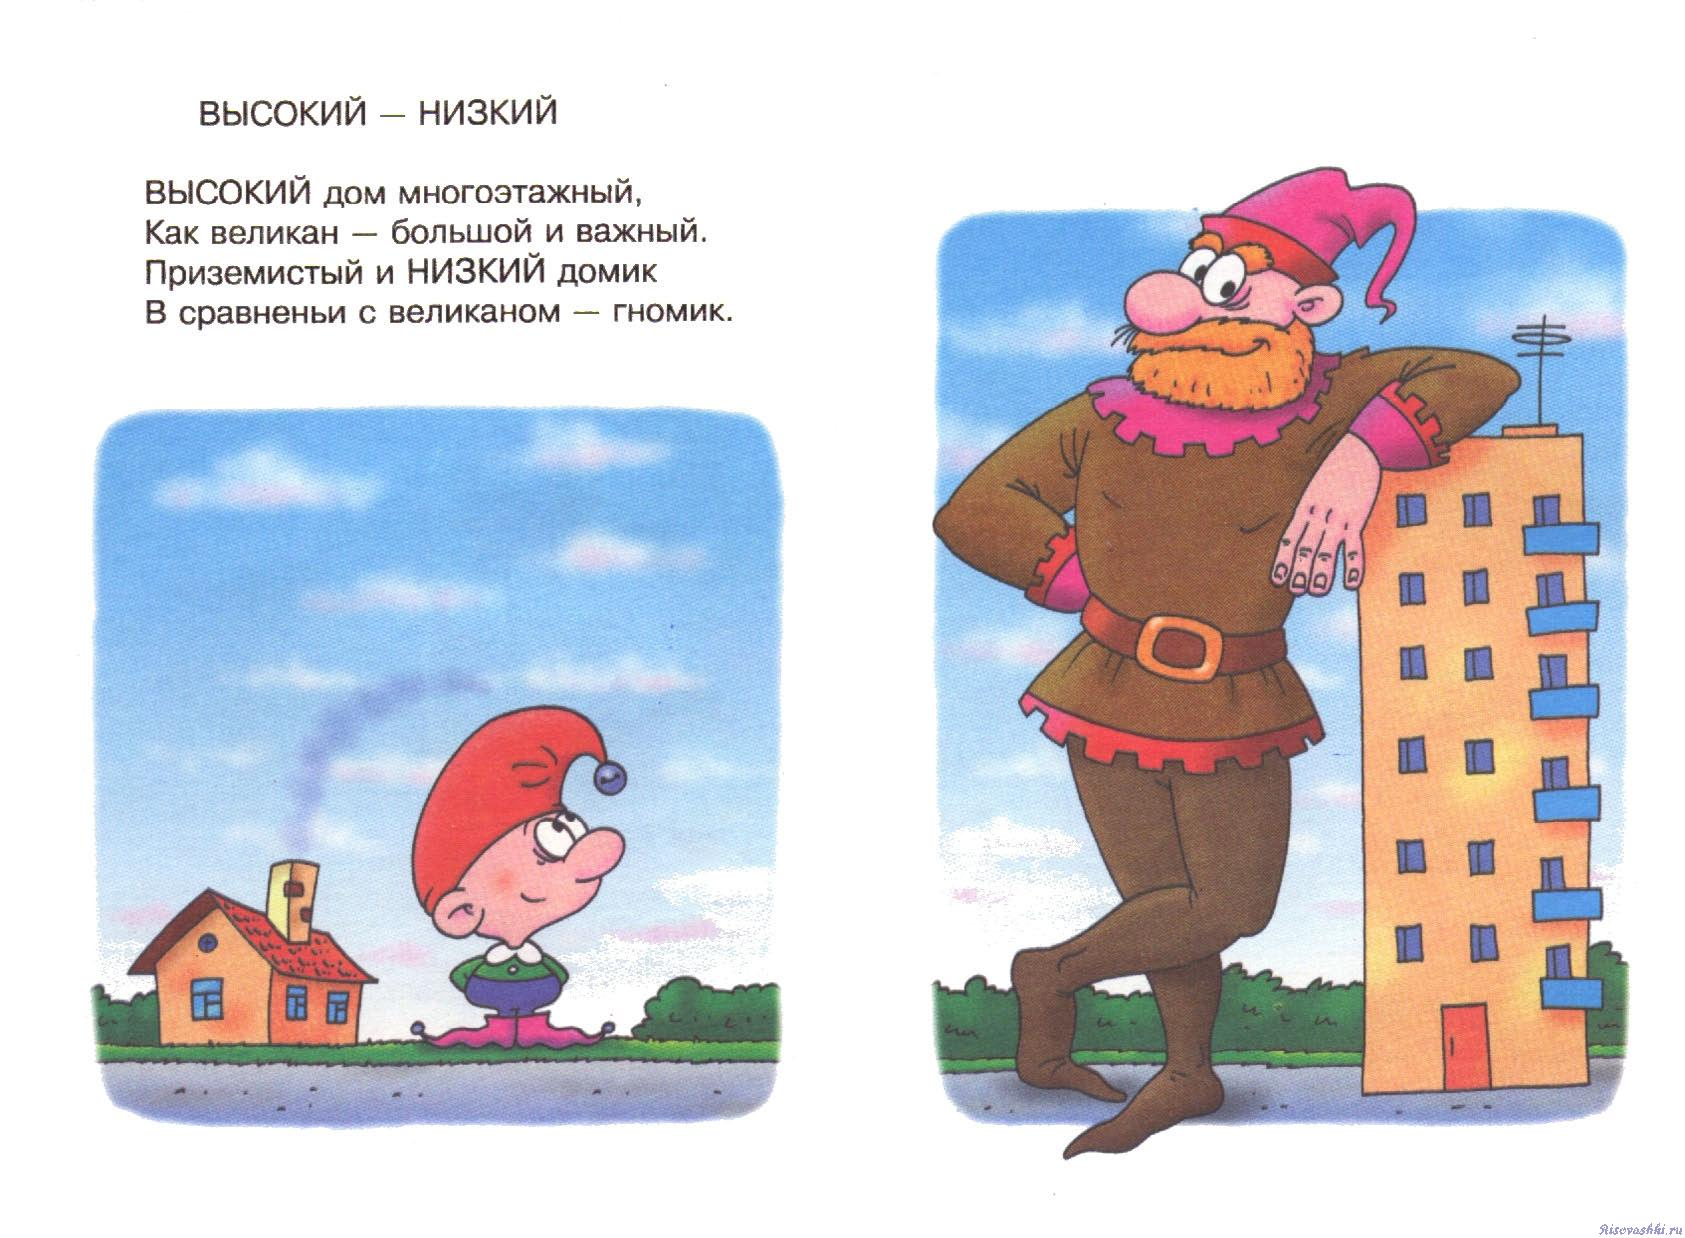 ВЫСОКИЙ — НИЗКИЙ
ВЫСОКИЙ дом многоэтажный,
Как великан — большой и важный.
Приземистый и НИЗКИЙ домик
В сравненьи с великаном — гномик.
Risovashki.ru